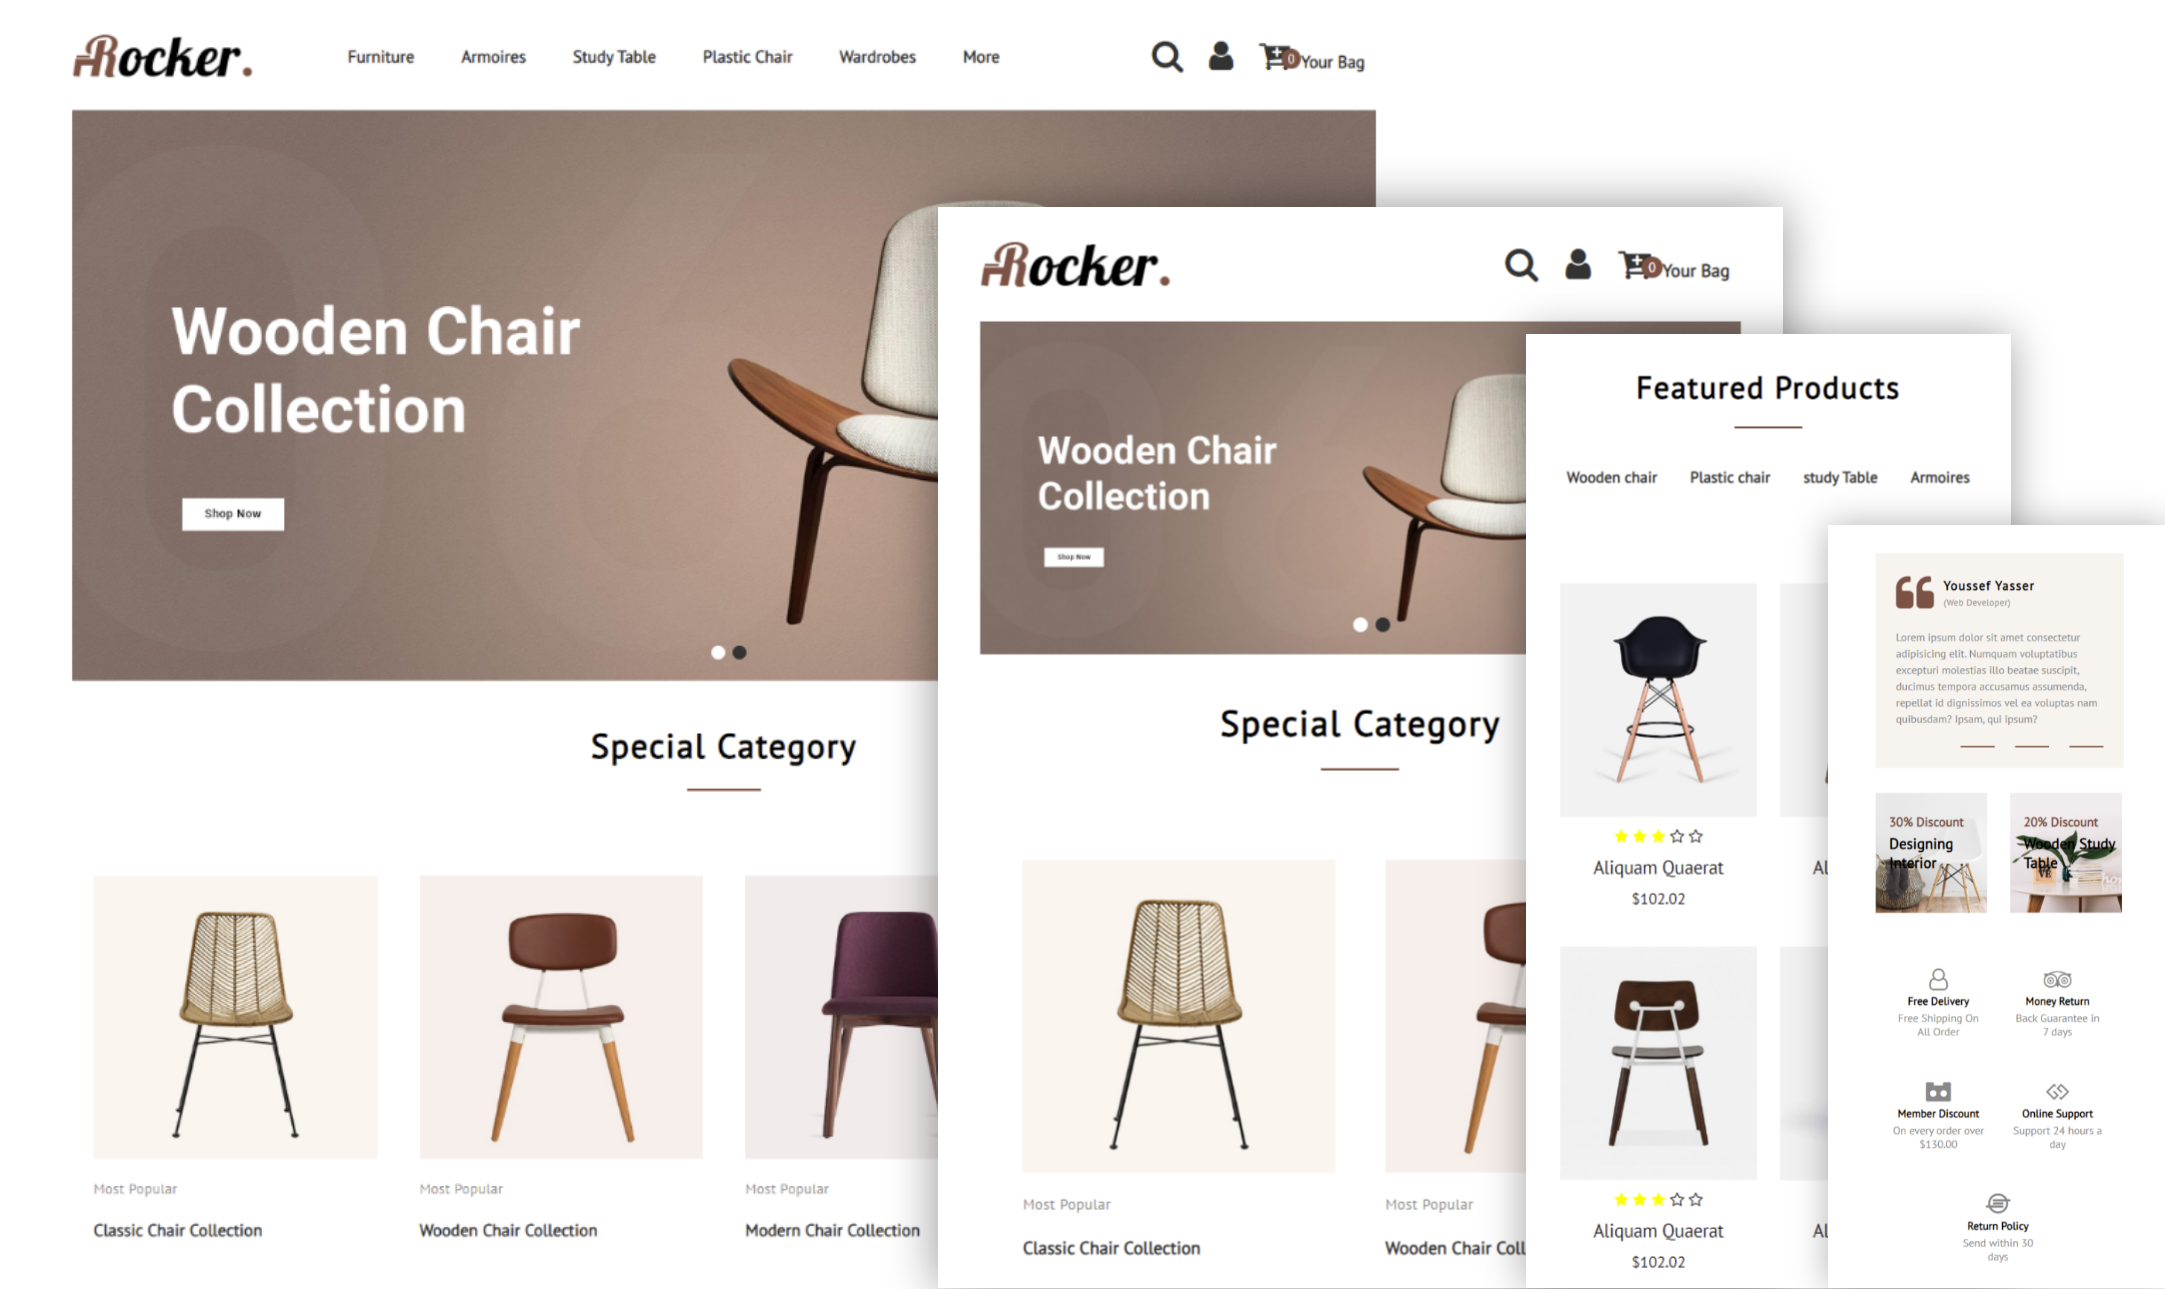 Rocker.
Furniture Armoires Study Table Plastic Chair Wardrobes More
0 Your Bag
Wooden Chair
Collection
Shop Now
Special Category
Most Popular
Classic Chair Collection
Most Popular
Wooden Chair Collection
Most Popular
Modern Chair Collection
Rocker.
0 Your Bag
Wooden Chair
Collection
Shop Now
Special Category
Most Popular
Classic Chair Collection
Most Popular
Wooden Chair Coll
Featured Products
Wooden chair Plastic chair study Table Armoires
Aliquam Quaerat
$102.02
Al
Aliquam Quaerat
$102.02
Al
Youssef Yasser
(Web Developer)
Lorem ipsum dolor sit amet consectetur
adipisicing elit. Numquam voluptatibus
excepturi molestias illo beatae suscipit,
ducimus tempora accusamus assumenda,
repellat id dignissimos vel ea voluptas nam
quibusdam? Ipsam, qui ipsum?
30% Discount
Designing
Interior
20% Discount
Wooden Study
Table
Free Delivery
Free Shipping On
All Order
Money Return
Back Guarantee in
7 days
Member Discount
On every order over
$130.00
Online Support
Support 24 hours a
day
Return Policy
Send within 30
days